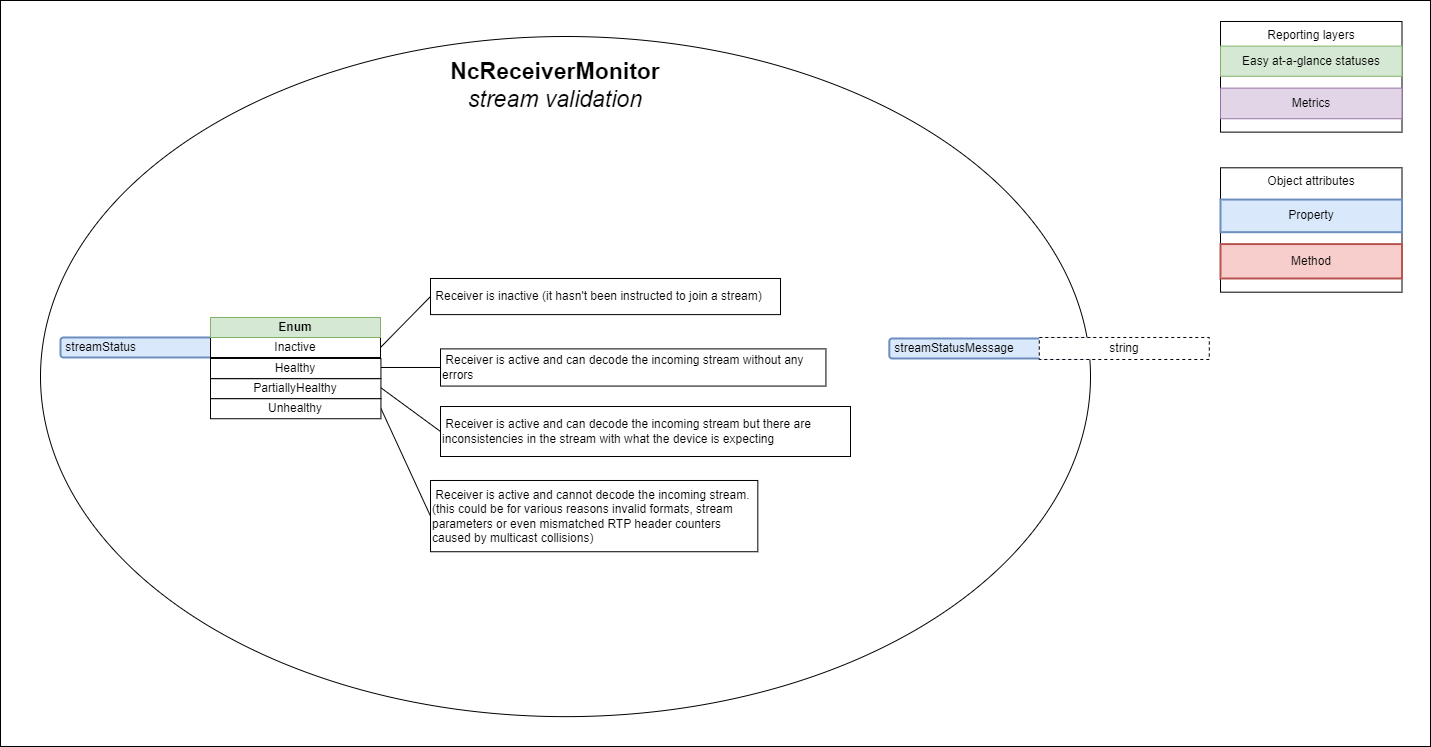 NcReceiverMonitor
stream validation
Reporting layers
Easy at-a-glance statuses
Metrics
Object attributes
Property
Method
streamStatus
Enum
Inactive
Healthy
PartiallyHealthy
Unhealthy
Receiver is inactive (it hasn't been instructed to join a stream)
Receiver is active and can decode the incoming stream without any
errors
Receiver is active and can decode the incoming stream but there are
inconsistencies in the stream with what the device is expecting
Receiver is active and cannot decode the incoming stream.
(this could be for various reasons invalid formats, stream
parameters or even mismatched RTP header counters
caused by multicast collisions)
streamStatusMessage
string